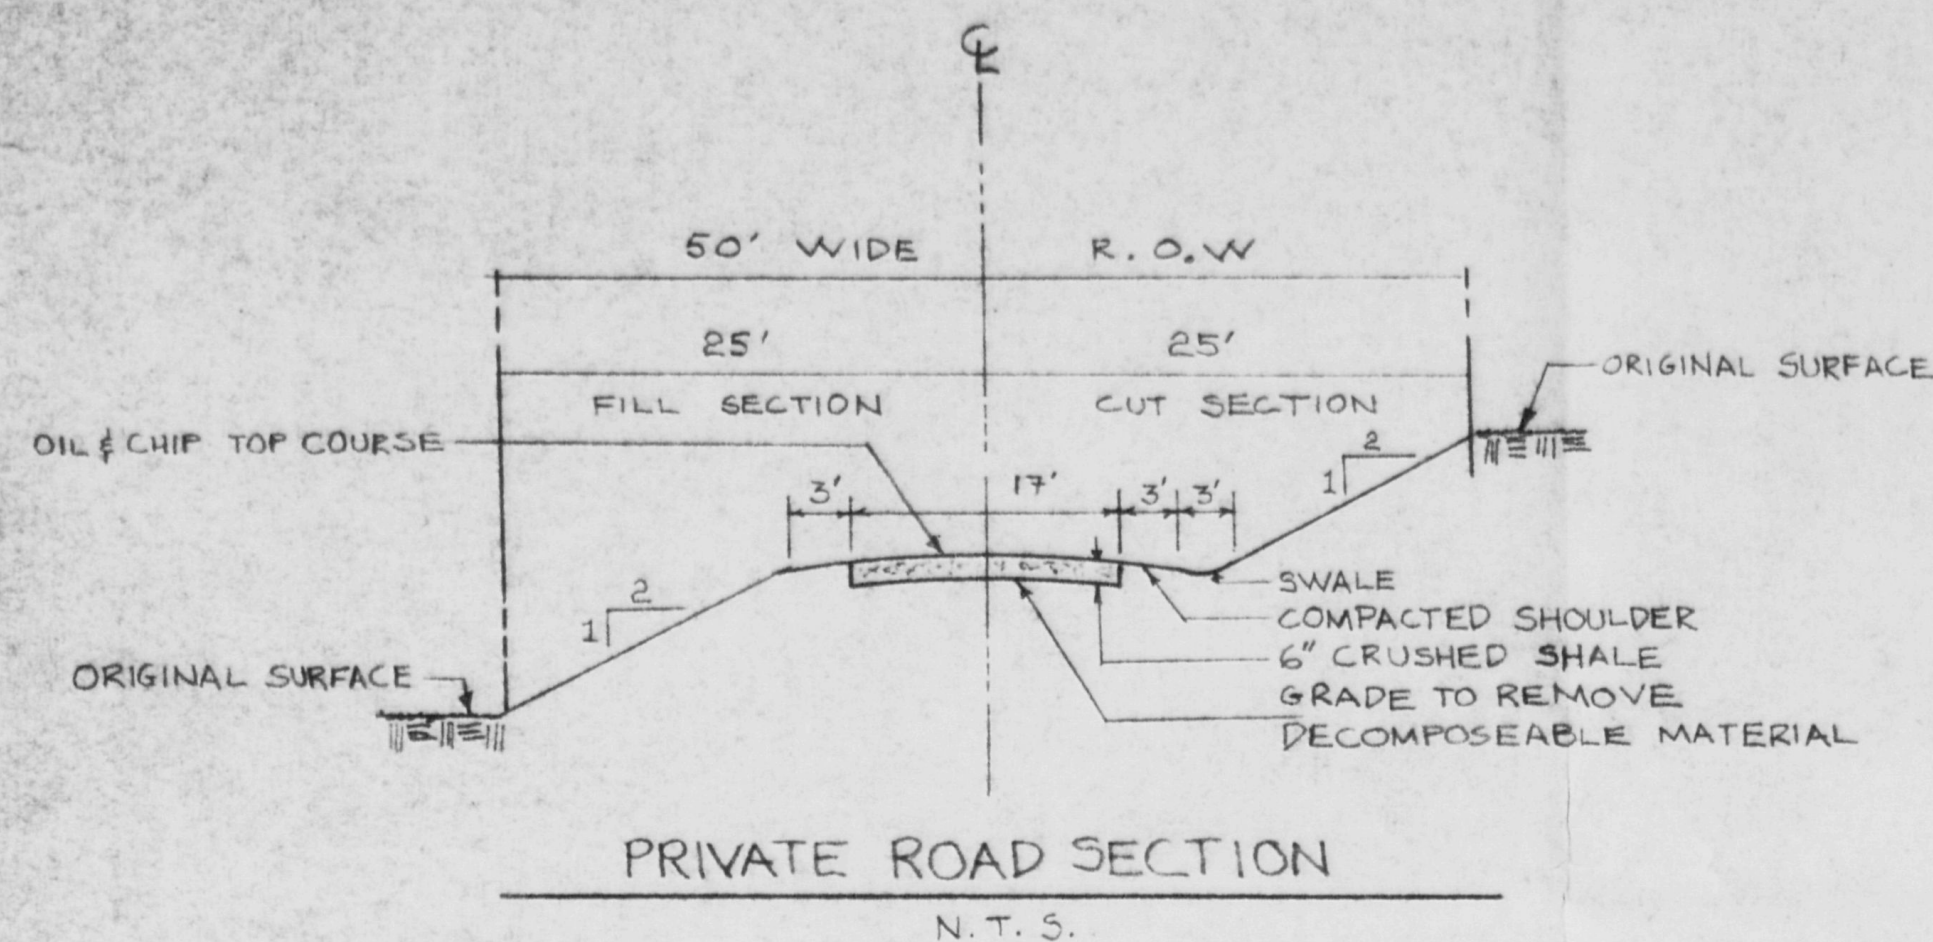 ℄
50' WIDE R.O.W
25' 25'
ORIGINAL SURFACE
FILL SECTION CUT SECTION
OIL & CHIP TOP COURSE
2
1
3' 17' 3' 3'
SWALE
2
1
COMPACTED SHOULDER
6" CRUSHED SHALE
ORIGINAL SURFACE
GRADE TO REMOVE
DECOMPOSEABLE MATERIAL
PRIVATE ROAD SECTION
N.T.S.